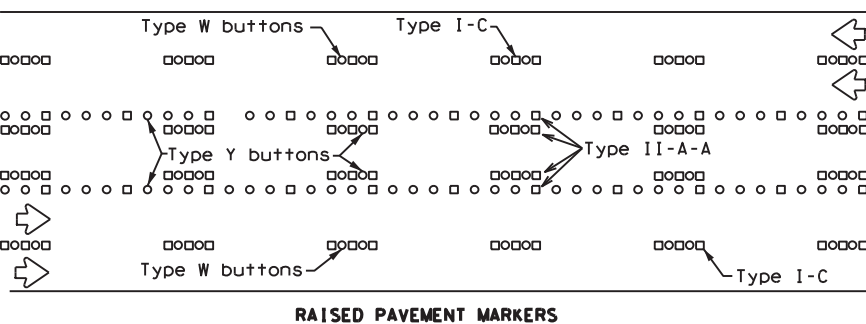 Type W buttons
Type I-C
Type Y buttons
Type II-A-A
Type W buttons
Type I-C
RAISED PAVEMENT MARKERS